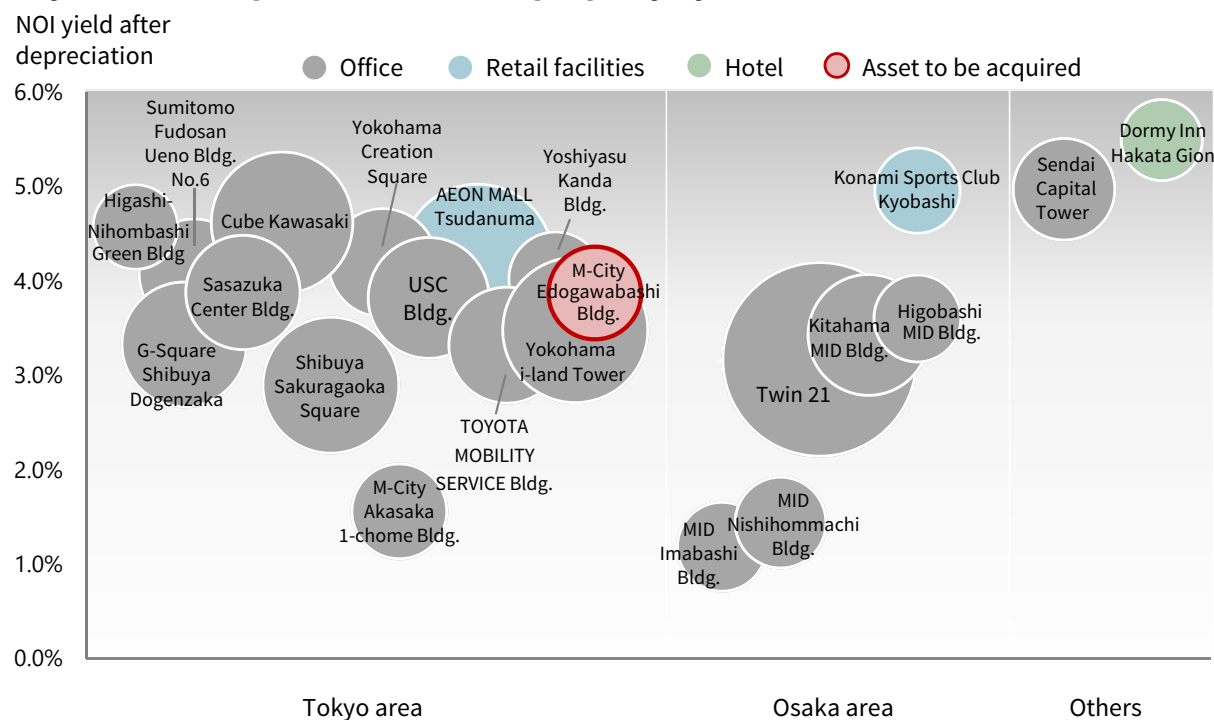 NOI yield after
depreciation
Office
Retail facilities
Hotel
Asset to be acquired
6.0%
5.0%
4.0%
3.0%
2.0%
1.0%
0.0%
Sumitomo
Fudosan
Ueno Bldg.
No.6
Higashi-
Nihombashi
Green Bldg
Cube Kawasaki
Yokohama
Creation
Square
AEON MALL
Tsudanuma
Yoshiyasu
Kanda
Bldg.
Sasazuka
Center Bldg.
USC
Bldg.
M-City
Edogawabashi
Bldg.
G-Square
Shibuya
Dogenzaka
Shibuya
Sakuragaoka
Square
Yokohama
i-land Tower
TOYOTA
MOBILITY
SERVICE Bldg.
M-City
Akasaka
1-chome Bldg.
Konami Sports Club
Kyobashi
Kitahama
MID Bldg.
Higobashi
MID Bldg.
Twin 21
MID
Nishihommachi
Bldg.
MID
Imabashi
Bldg.
Sendai
Capital
Tower
Dormy Inn
Hakata Gion
Tokyo area
Osaka area
Others